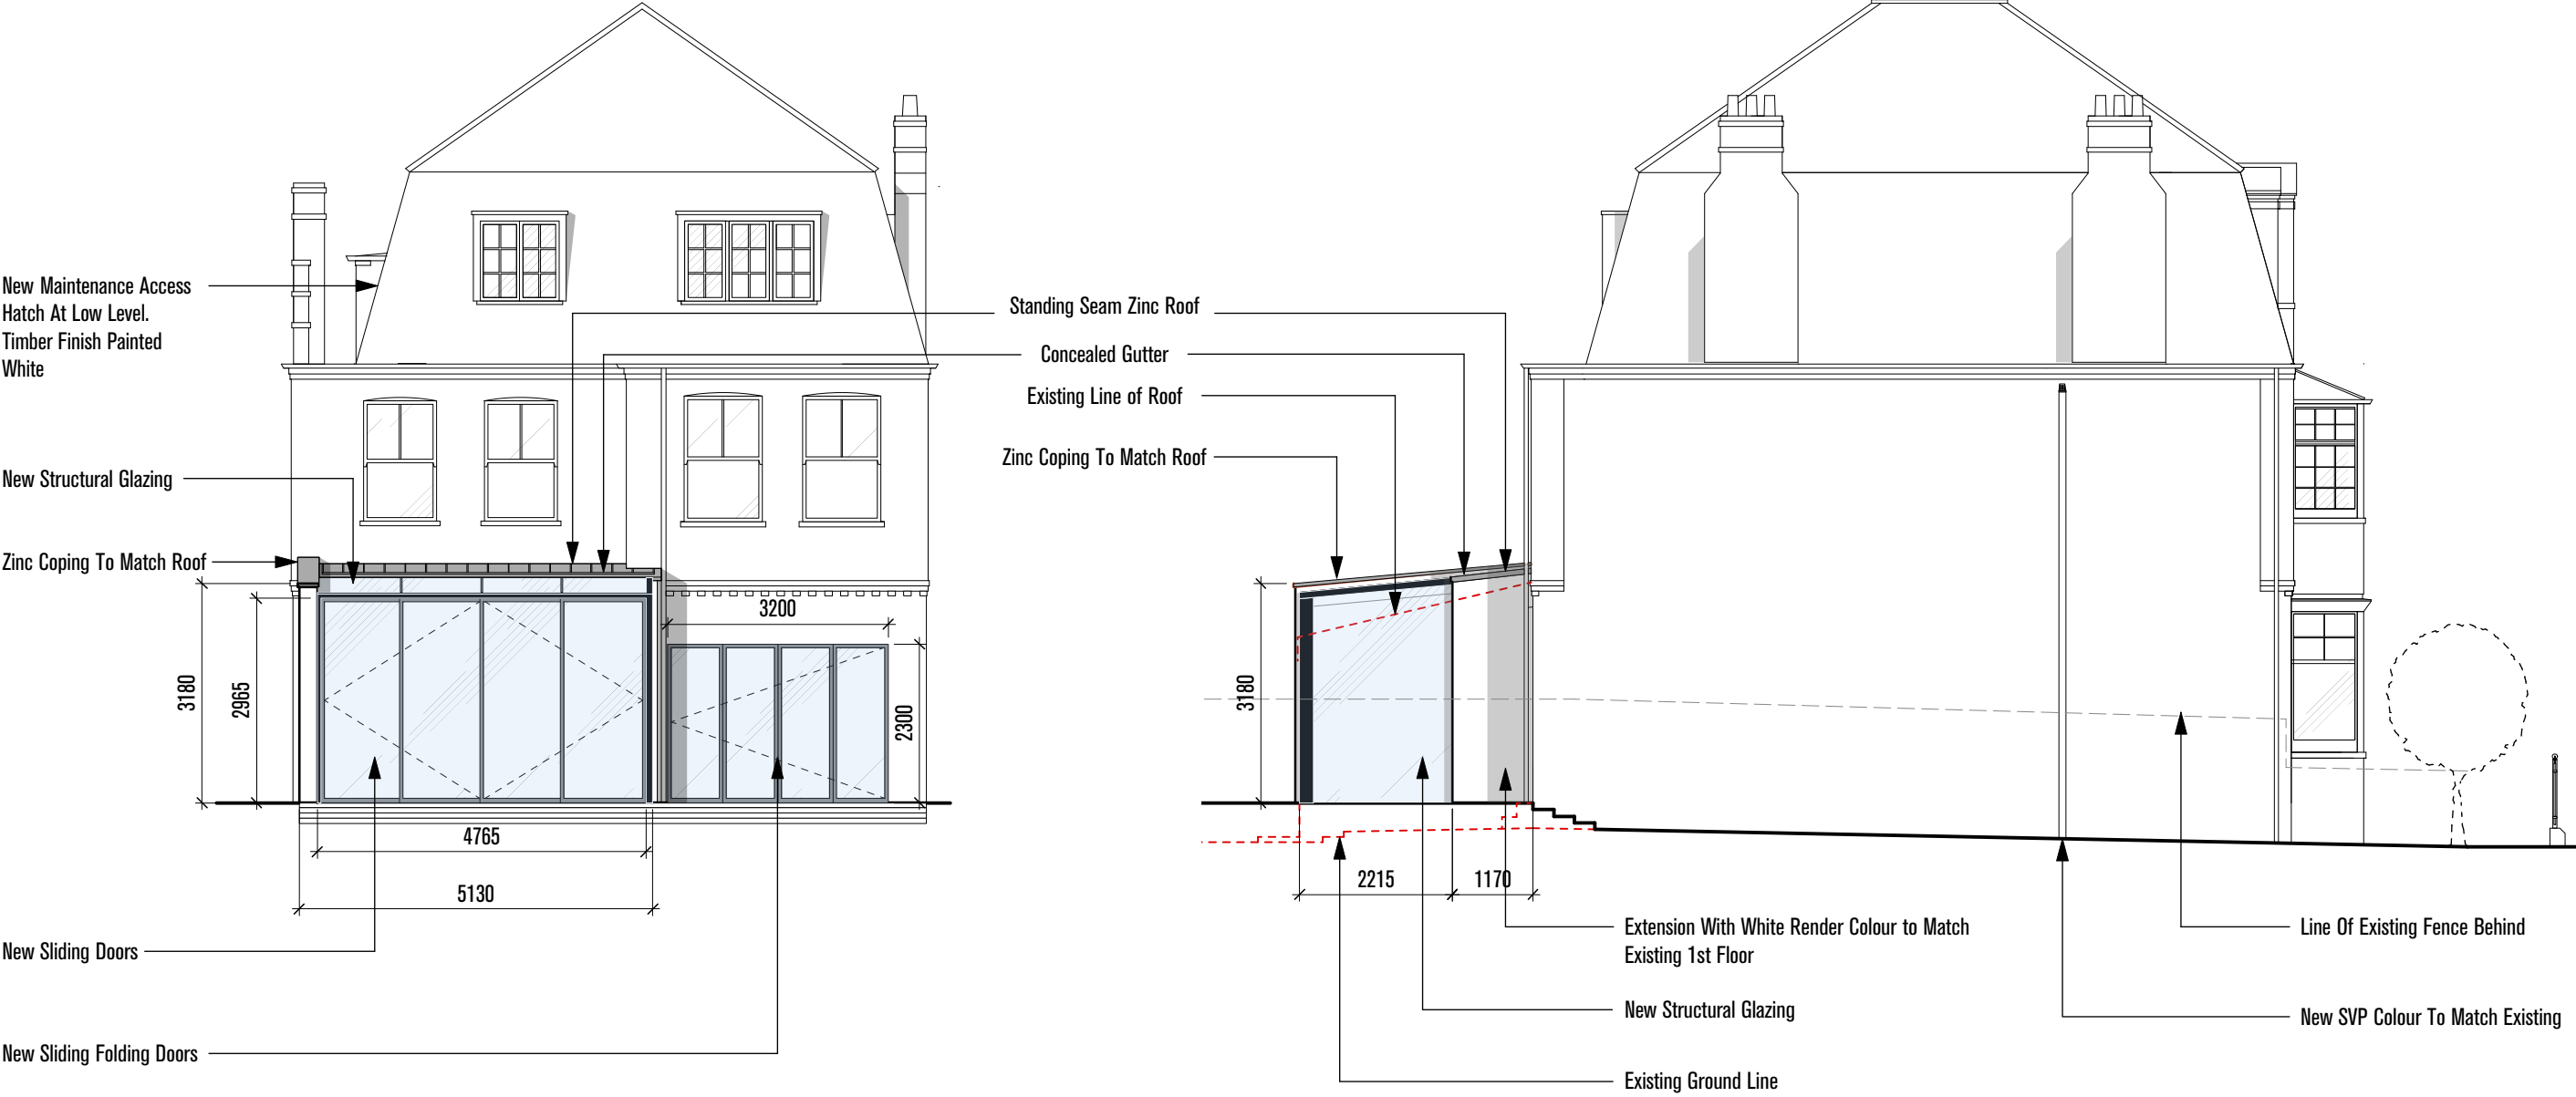 New Maintenance Access
Hatch At Low Level.
Timber Finish Painted
White
New Structural Glazing
Zinc Coping To Match Roof
3180
2965
3200
2300
4765
5130
New Sliding Doors
New Sliding Folding Doors
Standing Seam Zinc Roof
Concealed Gutter
Existing Line of Roof
Zinc Coping To Match Roof
3180
2215
1170
Extension With White Render Colour to Match
Existing 1st Floor
New Structural Glazing
Existing Ground Line
Line Of Existing Fence Behind
New SVP Colour To Match Existing